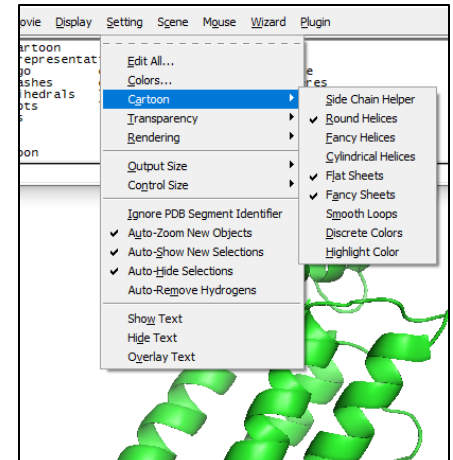 ovie Display Setting Scene Mouse Wizard Plugin
artoon
representat
go
ashes
ihedrals
ots
s
oon
Edit All...
Colors...
Cartoon
Transparency
Rendering
Output Size
Control Size
Ignore PDB Segment Identifier
Auto-Zoom New Objects
Auto-Show New Selections
Auto-Hide Selections
Auto-Remove Hydrogens
Show Text
Hide Text
Overlay Text
Side Chain Helper
Round Helices
Fancy Helices
Cylindrical Helices
Flat Sheets
Fancy Sheets
Smooth Loops
Discrete Colors
Highlight Color